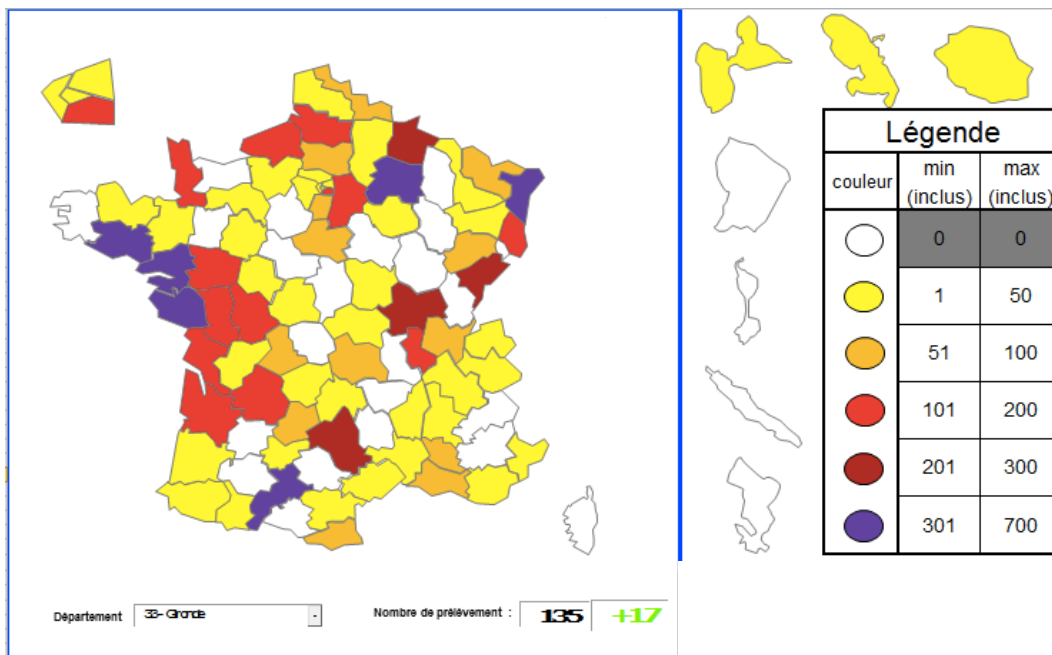 Légende
couleur min (inclus) max (inclus)
0 0
1 50
51 100
101 200
201 300
301 700
Département 33- Gironde Nombre de prélèvement : 135 +17